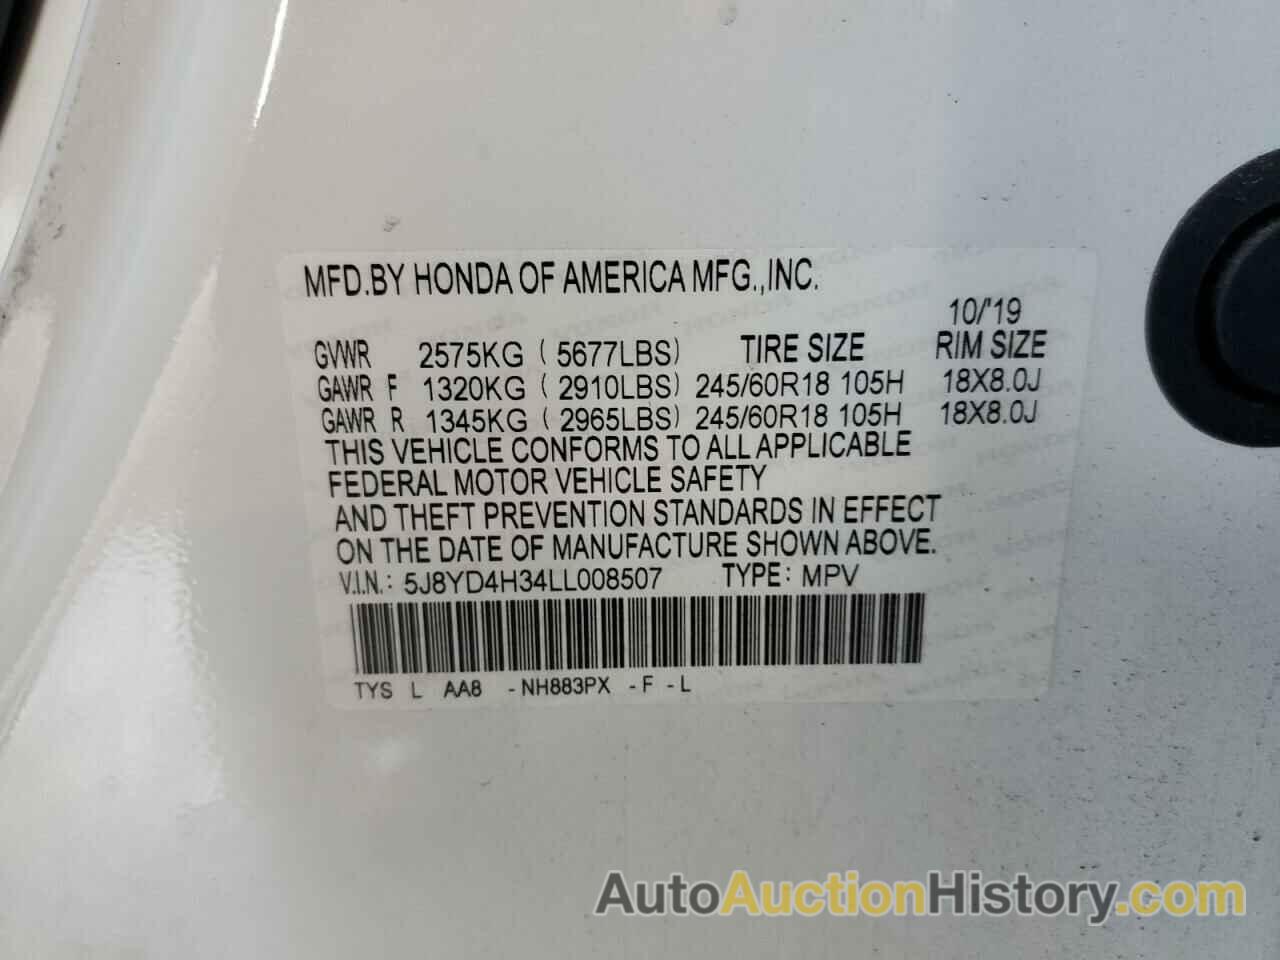 MFD.BY HONDA OF AMERICA MFG.,INC.
10/'19
GVWR 2575KG ( 5677LBS) TIRE SIZE RIM SIZE
GAWR F 1320KG ( 2910LBS) 245/60R18 105H 18X8.0J
GAWR R 1345KG ( 2965LBS) 245/60R18 105H 18X8.0J
THIS VEHICLE CONFORMS TO ALL APPLICABLE
FEDERAL MOTOR VEHICLE SAFETY
AND THEFT PREVENTION STANDARDS IN EFFECT
ON THE DATE OF MANUFACTURE SHOWN ABOVE.
V.I.N.: 5J8YD4H34LL008507 TYPE: MPV
TYS L AA8 -NH883PX -F -L
AutoAuctionHistory.com